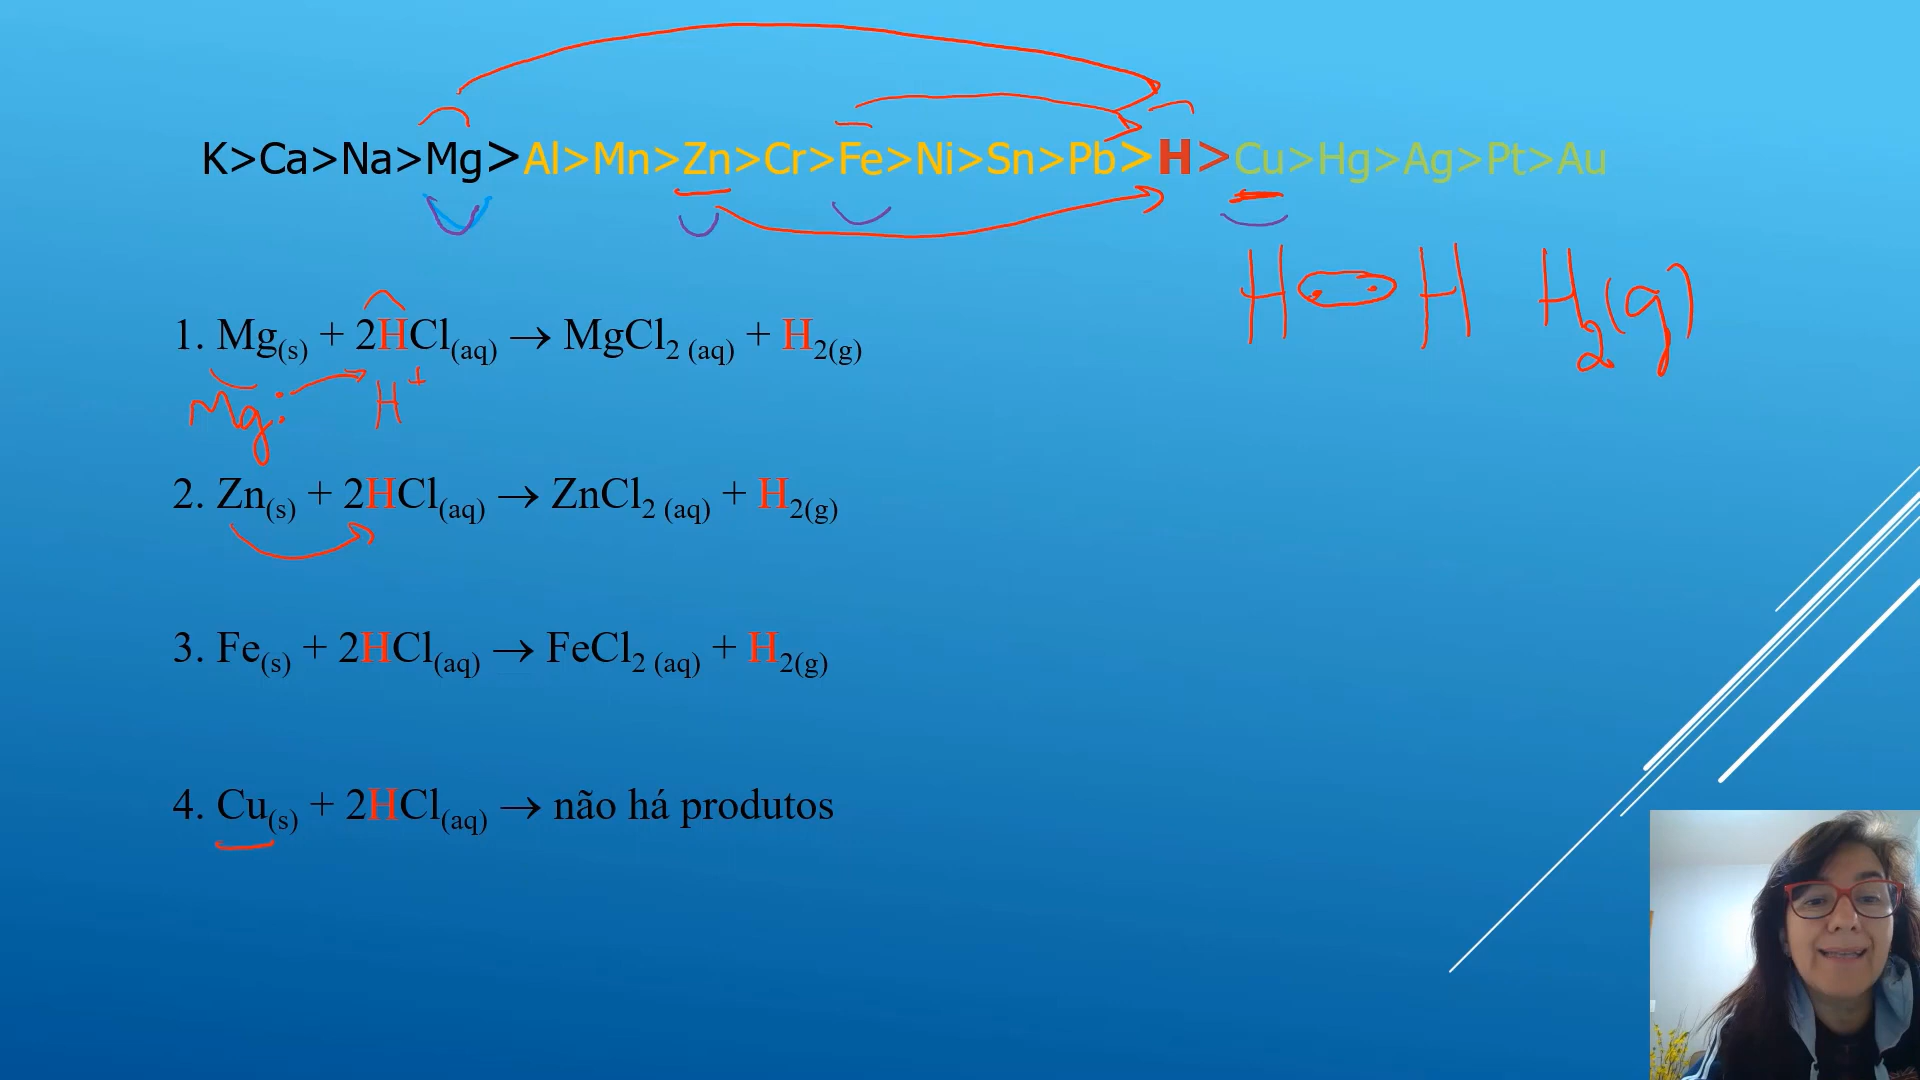 K>Ca>Na>Mg>Al>Mn>Zn>Cr>Fe>Ni>Sn>Pb>H>Cu>Hg>Ag>Pt>Au
H H H2(g)
1. Mg(s) + 2HCl(aq) → MgCl2 (aq) + H2(g)
Mg: H+
2. Zn(s) + 2HCl(aq) → ZnCl2 (aq) + H2(g)
3. Fe(s) + 2HCl(aq) → FeCl2 (aq) + H2(g)
4. Cu(s) + 2HCl(aq) → não há produtos